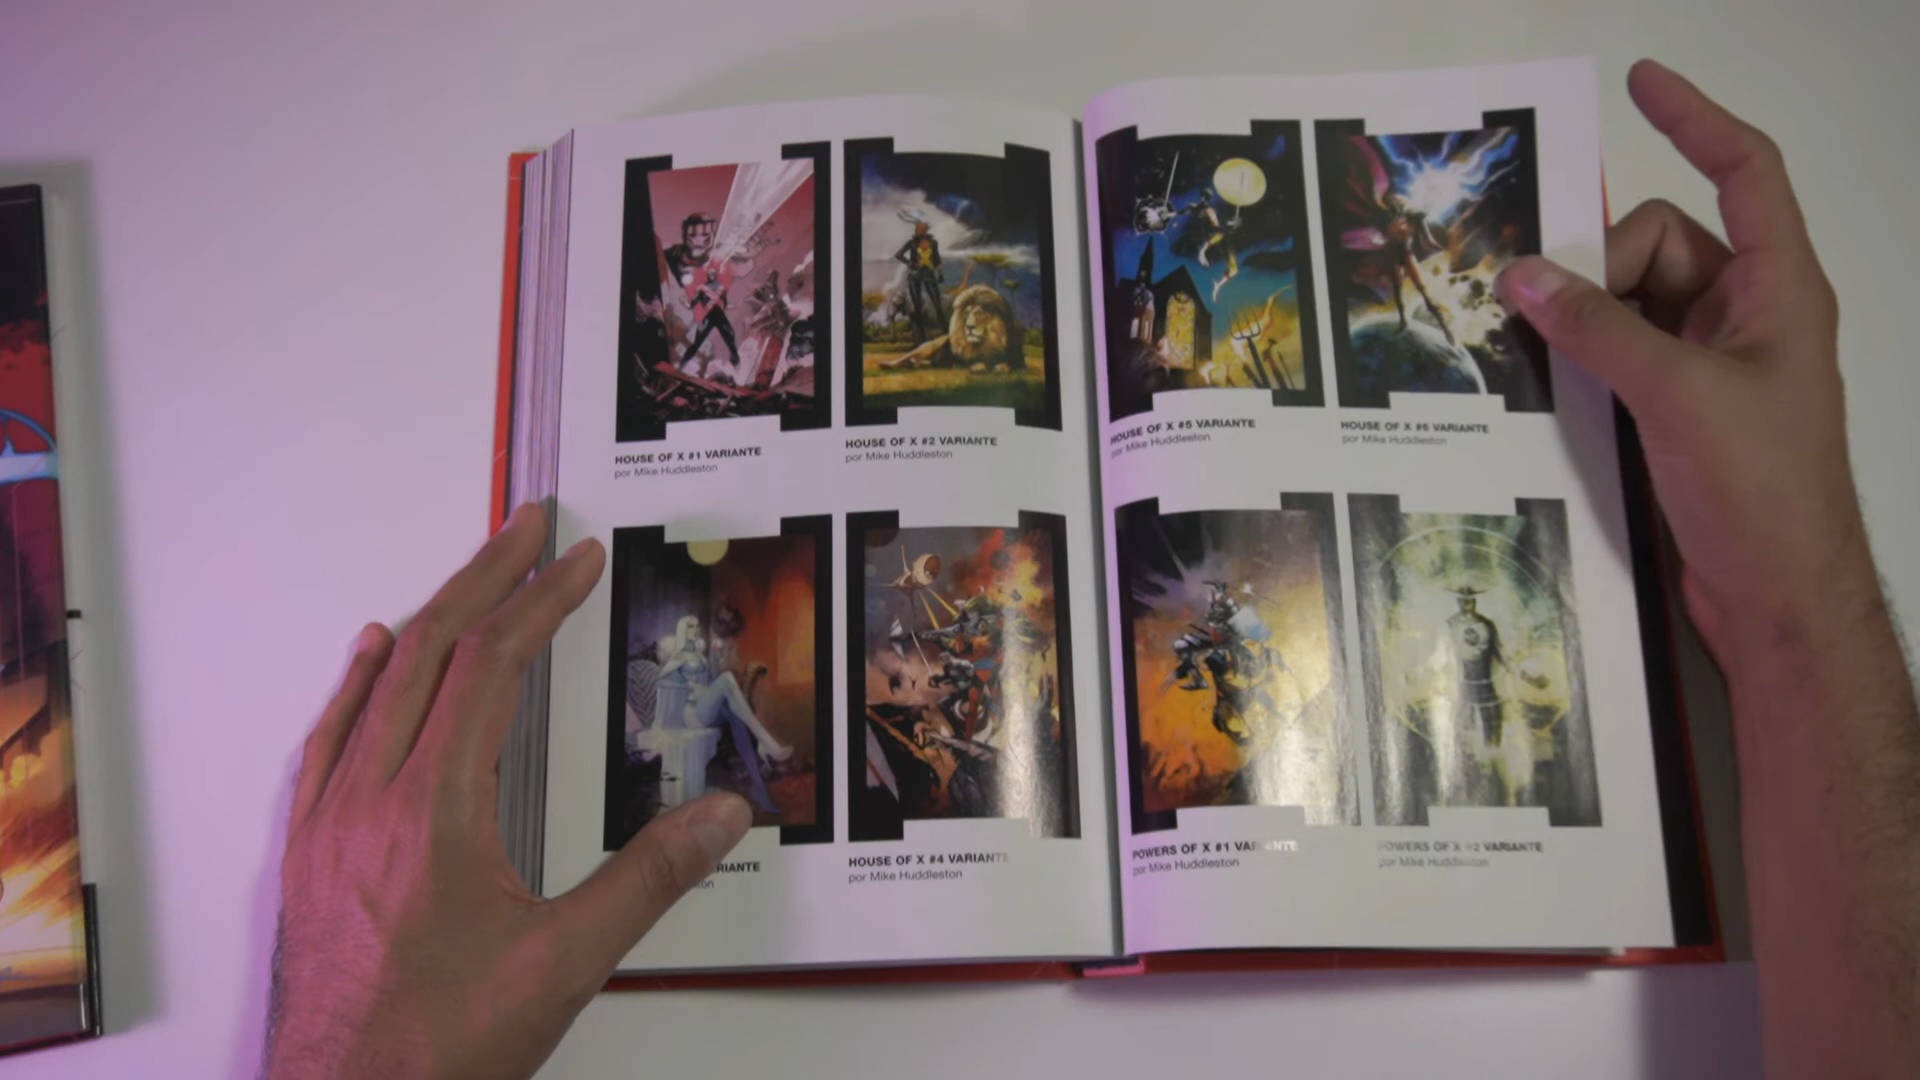 HOUSE OF X #1 VARIANTE
por Mike Huddleston
HOUSE OF X #2 VARIANTE
por Mike Huddleston
RIANTE
HOUSE OF X #4 VARIANTE
por Mike Huddleston
HOUSE OF X #5 VARIANTE
por Mike Huddleston
HOUSE OF X #6 VARIANTE
por Mike Huddleston
POWERS OF X #1 VARIANTE
por Mike Huddleston
POWERS OF X #2 VARIANTE
por Mike Huddleston